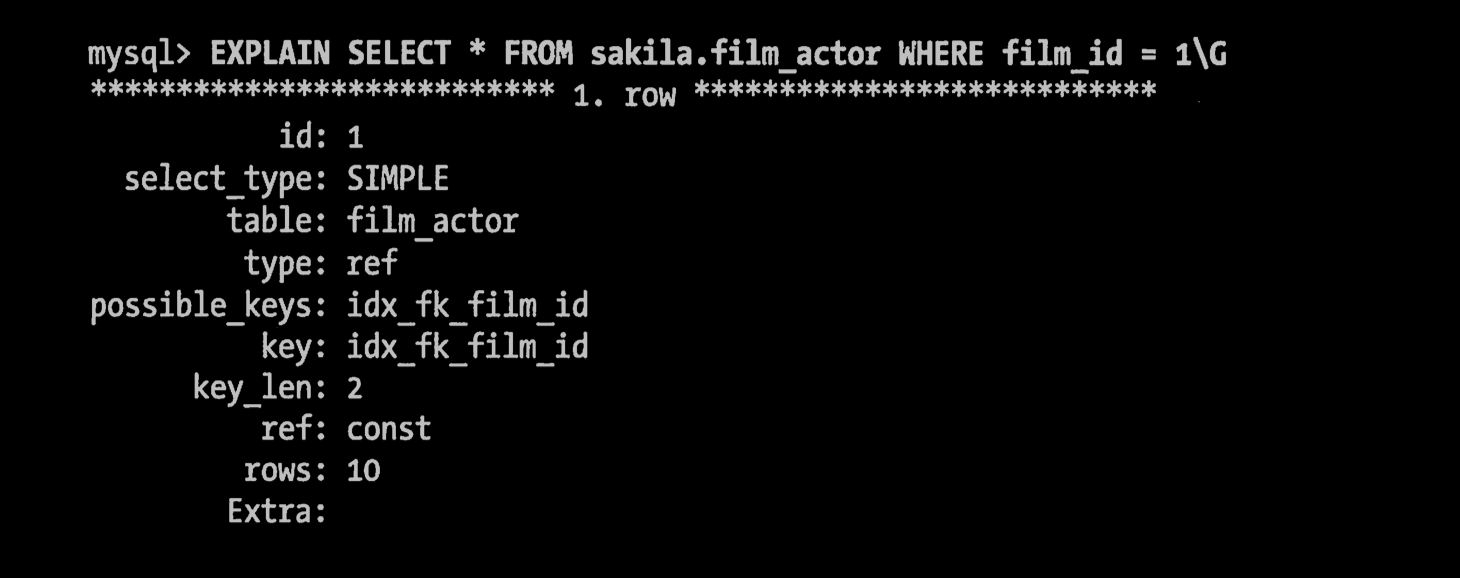 mysql> EXPLAIN SELECT * FROM sakila.film_actor WHERE film_id = 1\G
*************************** 1. row ***************************
id: 1
select_type: SIMPLE
table: film_actor
type: ref
possible_keys: idx_fk_film_id
key: idx_fk_film_id
key_len: 2
ref: const
rows: 10
Extra: